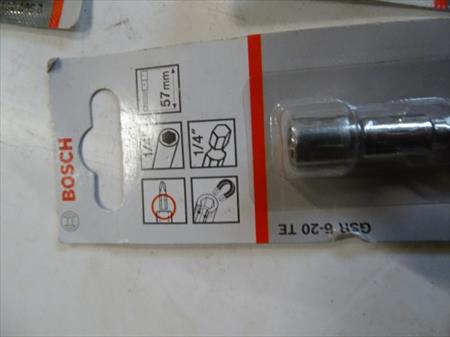 BOSCH
57 mm
1/4"
1/4"
GSR 6-20 TE